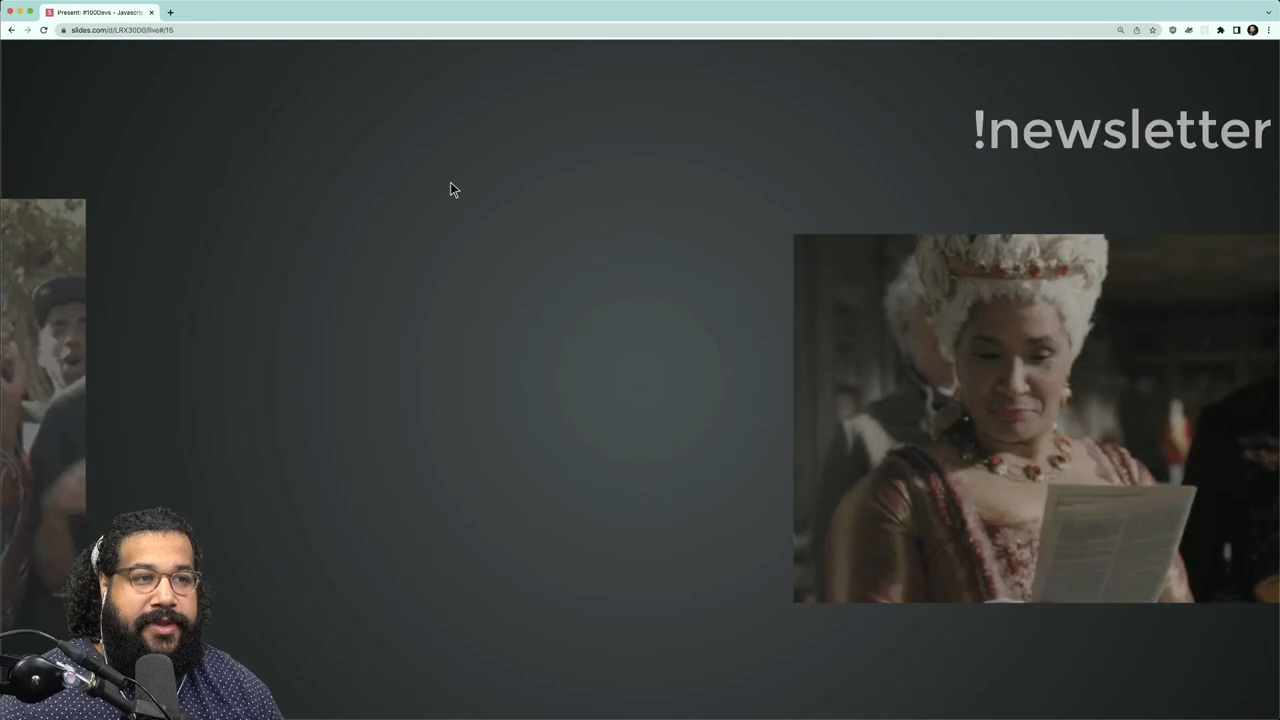 Present: #100Devs - Javascrip
slides.com/d/LRX30D0/live#/15
!newsletter